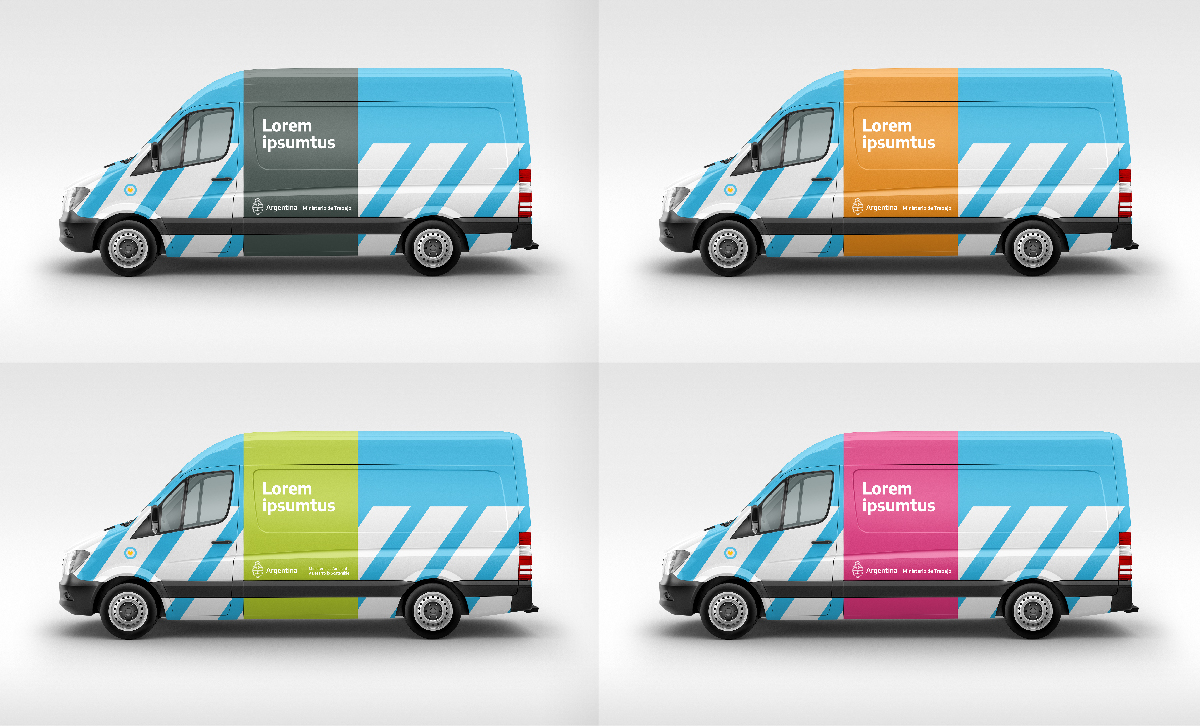 Lorem
ipsumtus
Argentina Ministerio de Trabajo
Lorem
ipsumtus
Argentina Ministerio de Trabajo
Lorem
ipsumtus
Argentina
Lorem
ipsumtus
Argentina Ministerio de Trabajo